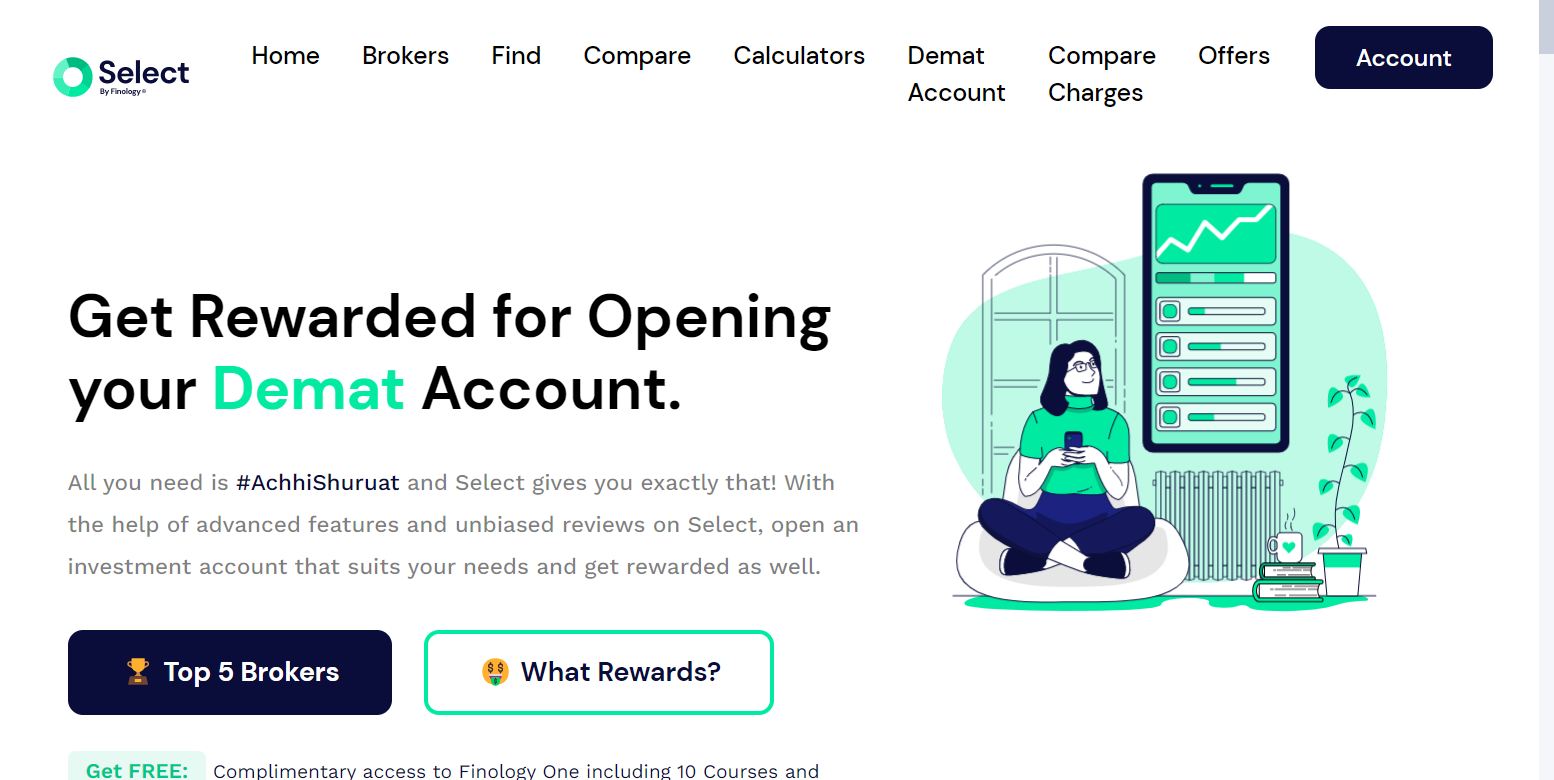 Select
By Finology
Home Brokers Find Compare Calculators Demat Account Compare Charges Offers Account
Get Rewarded for Opening
your Demat Account.
All you need is #AchhiShuruat and Select gives you exactly that! With
the help of advanced features and unbiased reviews on Select, open an
investment account that suits your needs and get rewarded as well.
🏆 Top 5 Brokers
🤑 What Rewards?
Get FREE: Complimentary access to Finology One including 10 Courses and